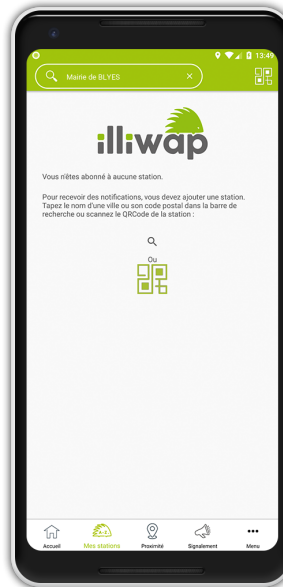 13:49
Mairie de BLYES
illiwap
Vous n'êtes abonné à aucune station.
Pour recevoir des notifications, vous devez ajouter une station.
Tapez le nom d'une ville ou son code postal dans la barre de
recherche ou scannez le QRCode de la station :
Ou
A-Z
Accueil Mes stations Proximité Signalement Menu